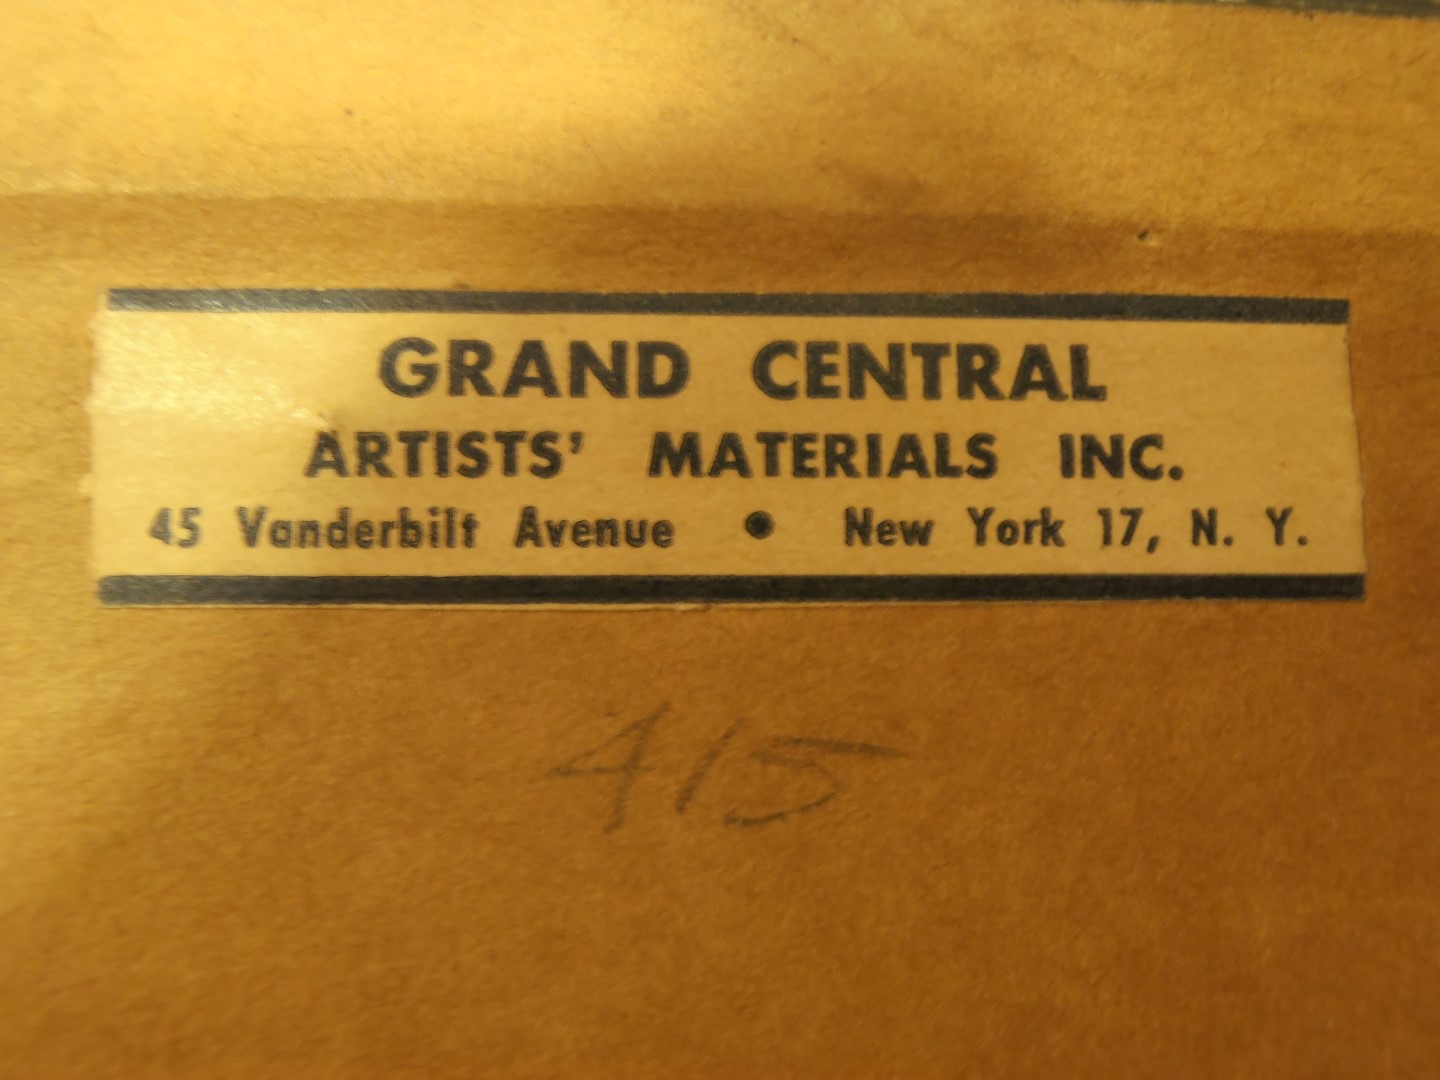 GRAND CENTRAL
ARTISTS' MATERIALS INC.
45 Vanderbilt Avenue • New York 17, N. Y.
415